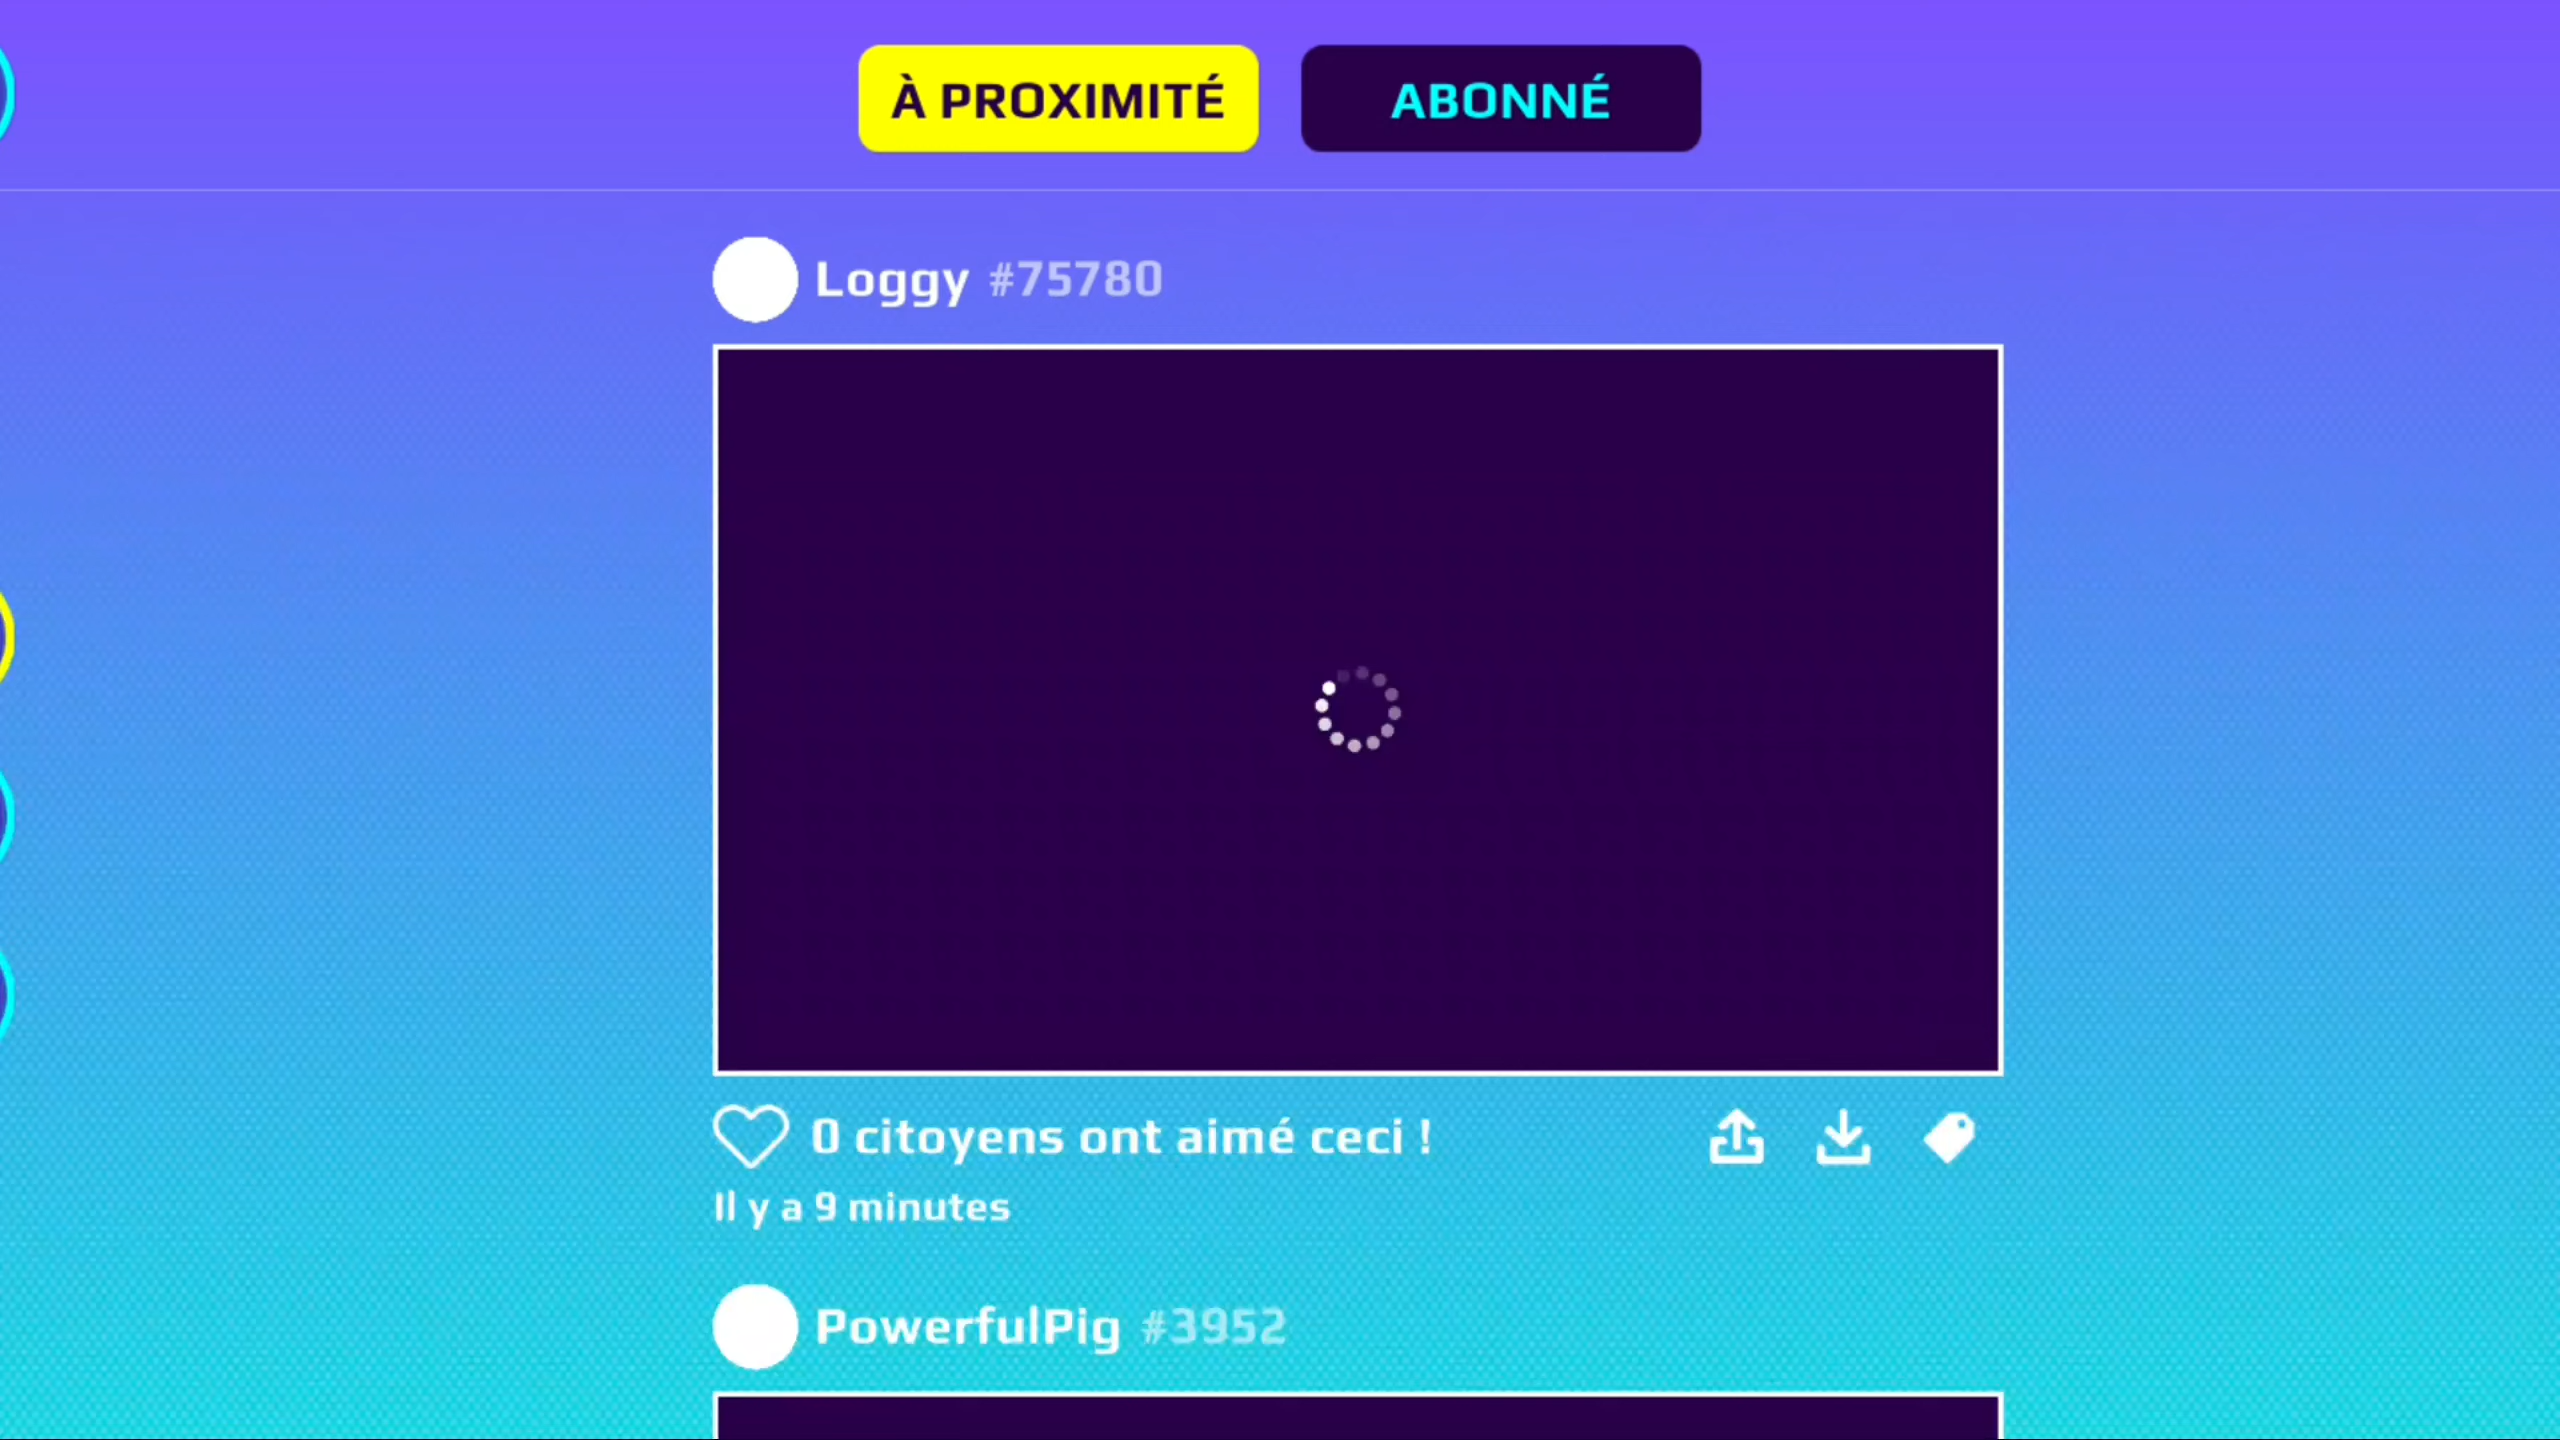 À PROXIMITÉ
ABONNÉ
Loggy #75780
0 citoyens ont aimé ceci !
Il y a 9 minutes
PowerfulPig #3952